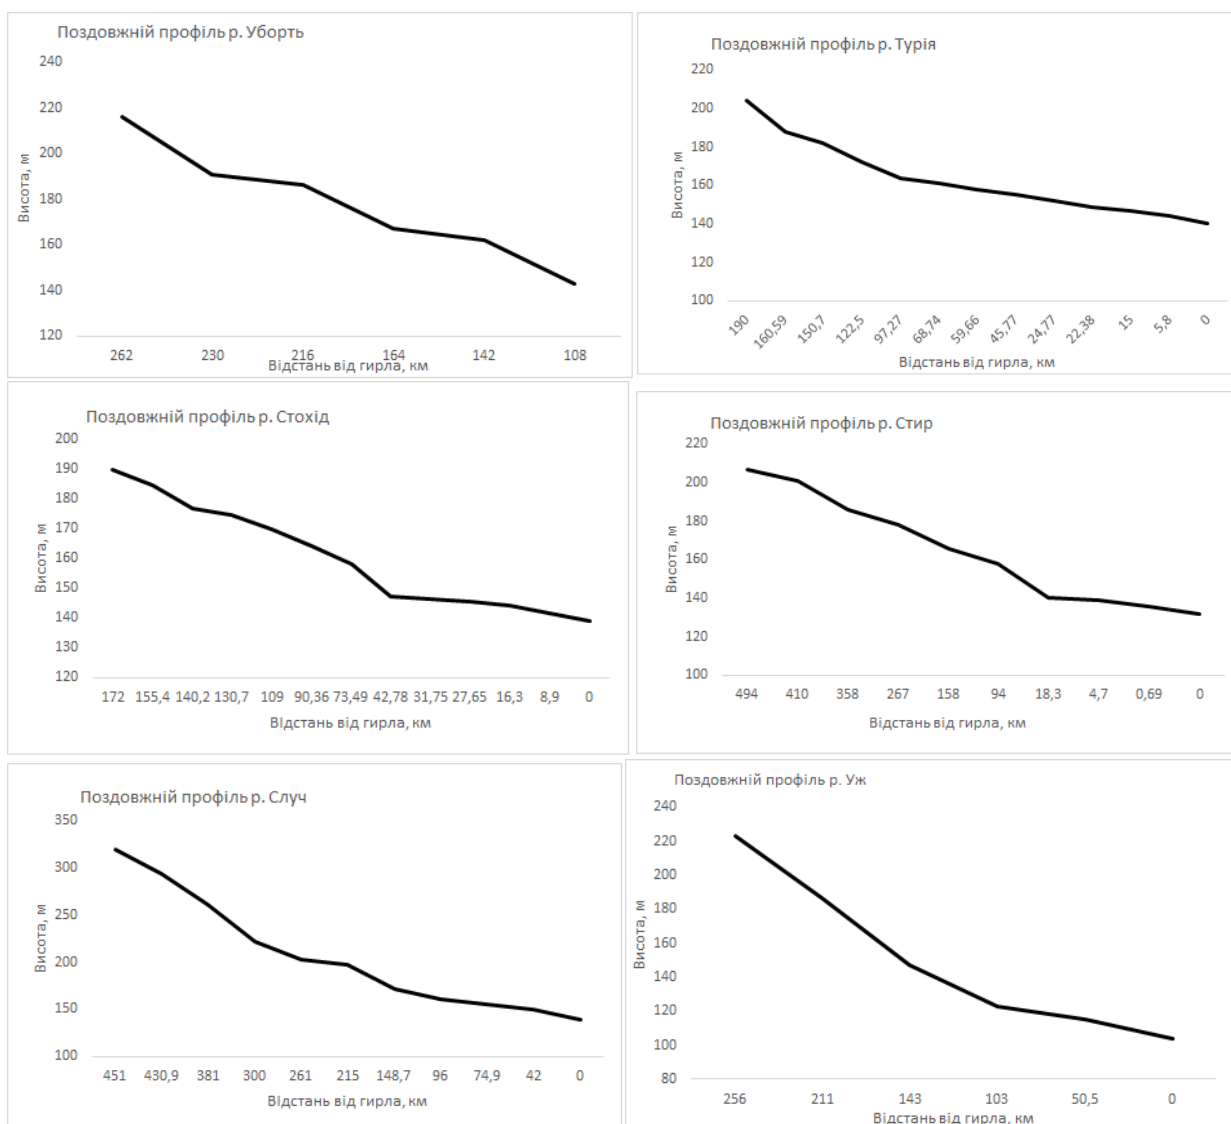 Поздовжній профіль р. Уборть
240
220
200
180
160
140
120
Висота, м
262 230 216 164 142 108
Відстань від гирла, км
Поздовжній профіль р. Турія
220
200
180
160
140
120
100
Висота, м
190 160,59 150,7 122,5 97,27 68,74 59,66 45,77 24,77 22,38 15 5,8 0
Відстань від гирла, км
Поздовжній профіль р. Стохід
200
190
180
170
160
150
140
130
120
Висота, м
172 155,4 140,2 130,7 109 90,36 73,49 42,78 31,75 27,65 16,3 8,9 0
Відстань від гирла, км
Поздовжній профіль р. Стир
220
200
180
160
140
120
100
Висота, м
494 410 358 267 158 94 18,3 4,7 0,69 0
Відстань від гирла, км
Поздовжній профіль р. Случ
350
300
250
200
150
100
Висота, м
451 430,9 381 300 261 215 148,7 96 74,9 42 0
Відстань від гирла, км
Поздовжній профіль р. Уж
240
220
200
180
160
140
120
100
80
Висота, м
256 211 143 103 50,5 0
Відстань від гирла, км